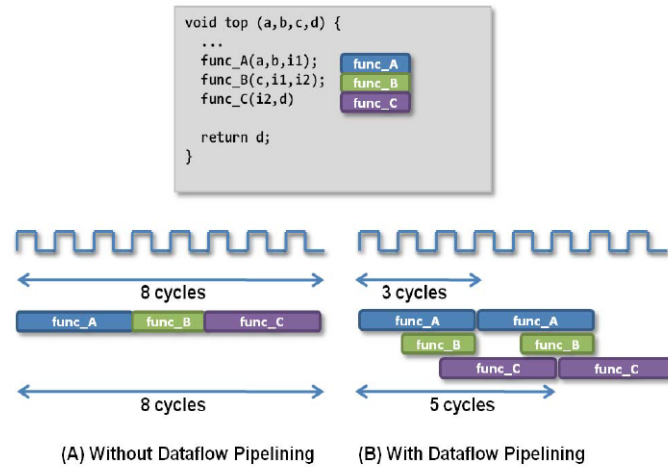 void top (a,b,c,d) {
...
func_A(a,b,i1);
func_B(c,i1,i2);
func_C(i2,d)
return d;
}
func_A
func_B
func_C
8 cycles
func_A func_B func_C
8 cycles
(A) Without Dataflow Pipelining
3 cycles
func_A func_A
func_B func_B
func_C func_C
5 cycles
(B) With Dataflow Pipelining